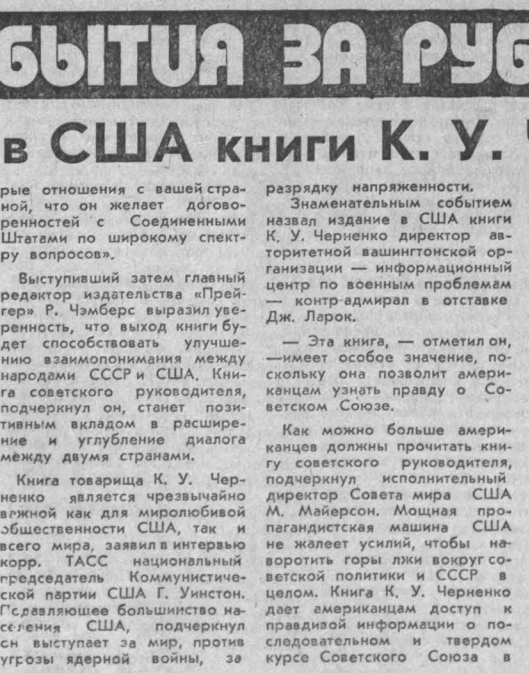 БЫТИЯ ЗА РУБ
в США книги К. У.
рые отношения с вашей стра-
ной, что он желает догово-
ренностей с Соединенными
Штатами по широкому спект-
ру вопросов».
Выступивший затем главный
редактор издательства «Прей-
гер» Р. Чэмберс выразил уве-
ренность, что выход книги бу-
дет способствовать улучше-
нию взаимопонимания между
народами СССР и США. Кни-
га советского руководителя,
подчеркнул он, станет пози-
тивным вкладом в расшире-
ние и углубление диалога
между двумя странами.
Книга товарища К. У. Чер-
ненко является чрезвычайно
важной как для миролюбивой
общественности США, так и
всего мира, заявил в интервью
корр. ТАСС национальный
председатель Коммунистиче-
ской партии США Г. Уинстон.
Подавляющее большинство на-
селения США, подчеркнул
он выступает за мир, против
угрозы ядерной войны, за
разрядку напряженности.
Знаменательным событием
назвал издание в США книги
К. У. Черненко директор ав-
торитетной вашингтонской ор-
ганизации — информационный
центр по военным проблемам
— контр-адмирал в отставке
Дж. Ларок.
— Эта книга, — отметил он,
—имеет особое значение, по-
скольку она позволит амери-
канцам узнать правду о Со-
ветском Союзе.
Как можно больше амери-
канцев должны прочитать кни-
гу советского руководителя,
подчеркнул исполнительный
директор Совета мира США
М. Майерсон. Мощная про-
пагандистская машина США
не жалеет усилий, чтобы на-
воротить горы лжи вокруг со-
ветской политики и СССР в
целом. Книга К. У. Черненко
дает американцам доступ к
правдивой информации о по-
следовательном и твердом
курсе Советского Союза в